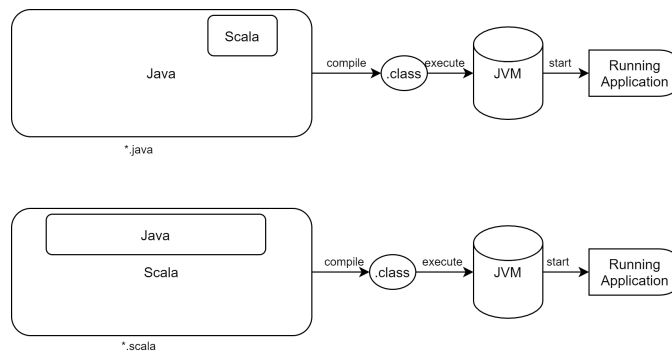 Scala
Java
compile
.class
execute
JVM
start
Running
Application
*.java
Java
Scala
compile
.class
execute
JVM
start
Running
Application
*.scala